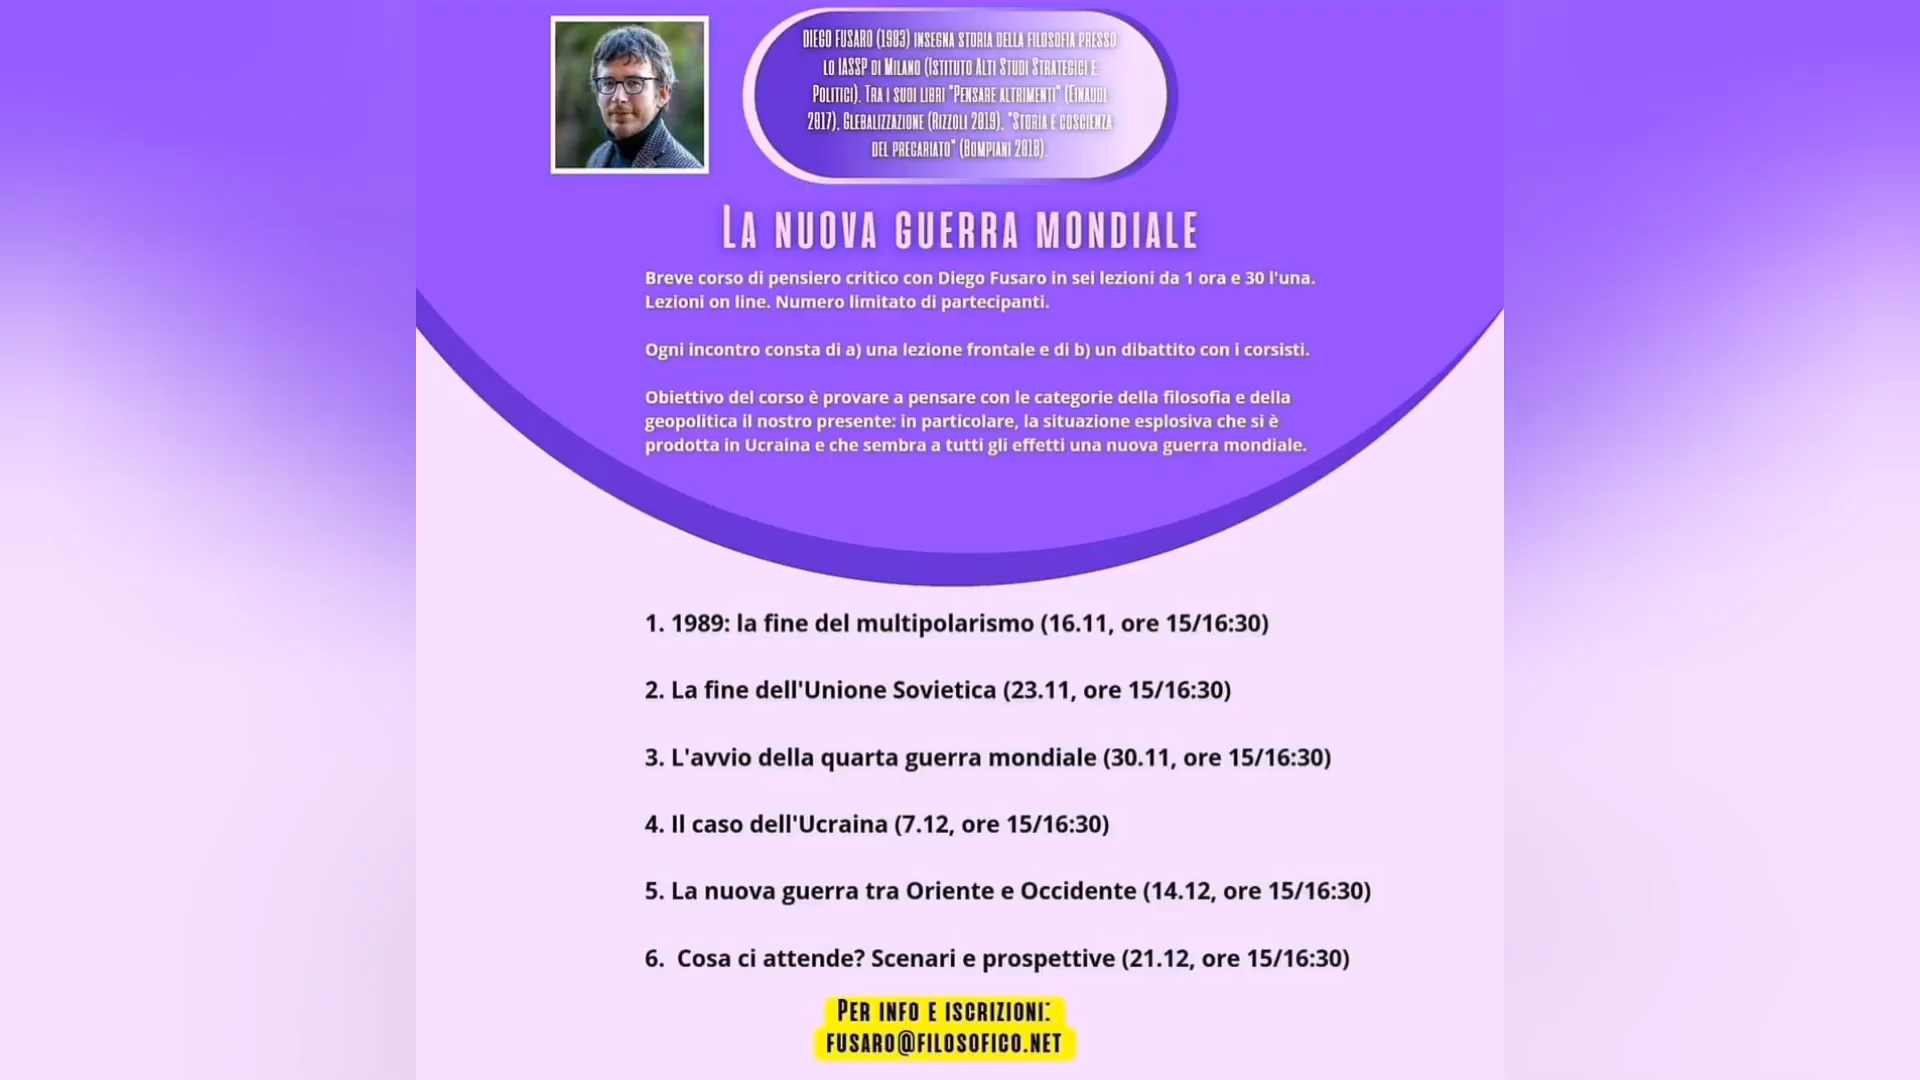 DIEGO FUSARO (1983) INSEGNA STORIA DELLA FILOSOFIA PRESSO
LO IASSP DI MILANO (ISTITUTO ALTI STUDI STRATEGICI E
POLITICI). TRA I SUOI LIBRI "PENSARE ALTRIMENTI" (EINAUDI
2017), GLEBALIZZAZIONE (RIZZOLI 2019), "STORIA E COSCIENZA
DEL PRECARIATO" (BOMPIANI 2018).
LA NUOVA GUERRA MONDIALE
Breve corso di pensiero critico con Diego Fusaro in sei lezioni da 1 ora e 30 l'una.
Lezioni on line. Numero limitato di partecipanti.
Ogni incontro consta di a) una lezione frontale e di b) un dibattito con i corsisti.
Obiettivo del corso è provare a pensare con le categorie della filosofia e della
geopolitica il nostro presente: in particolare, la situazione esplosiva che si è
prodotta in Ucraina e che sembra a tutti gli effetti una nuova guerra mondiale.
1. 1989: la fine del multipolarismo (16.11, ore 15/16:30)
2. La fine dell'Unione Sovietica (23.11, ore 15/16:30)
3. L'avvio della quarta guerra mondiale (30.11, ore 15/16:30)
4. Il caso dell'Ucraina (7.12, ore 15/16:30)
5. La nuova guerra tra Oriente e Occidente (14.12, ore 15/16:30)
6. Cosa ci attende? Scenari e prospettive (21.12, ore 15/16:30)
PER INFO E ISCRIZIONI:
FUSARO@FILOSOFICO.NET